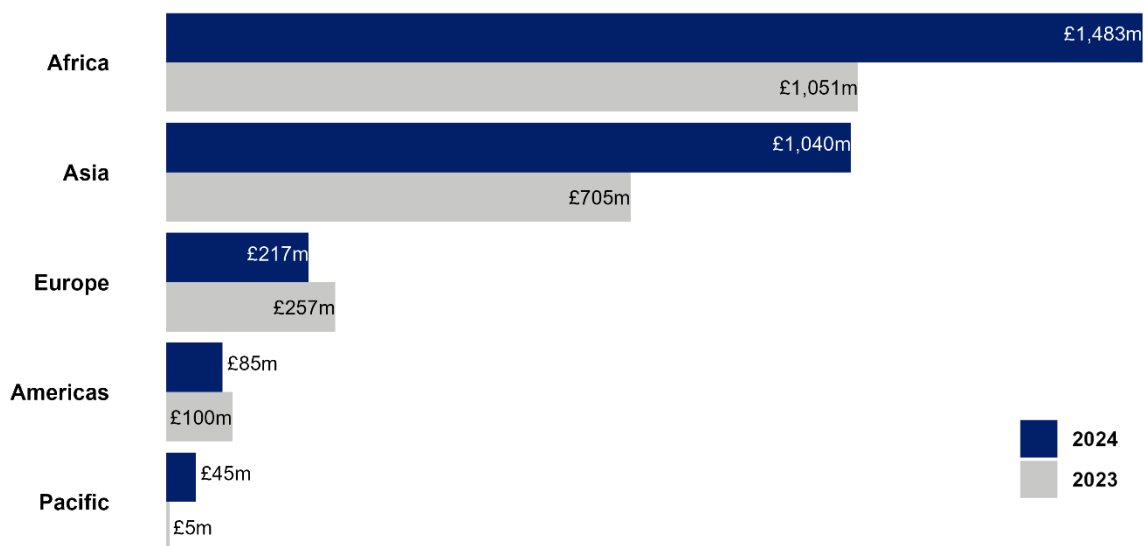 £1,483m
Africa
£1,051m
£1,040m
Asia
£705m
£217m
Europe
£257m
£85m
Americas
£100m
2024
£45m
2023
Pacific
£5m